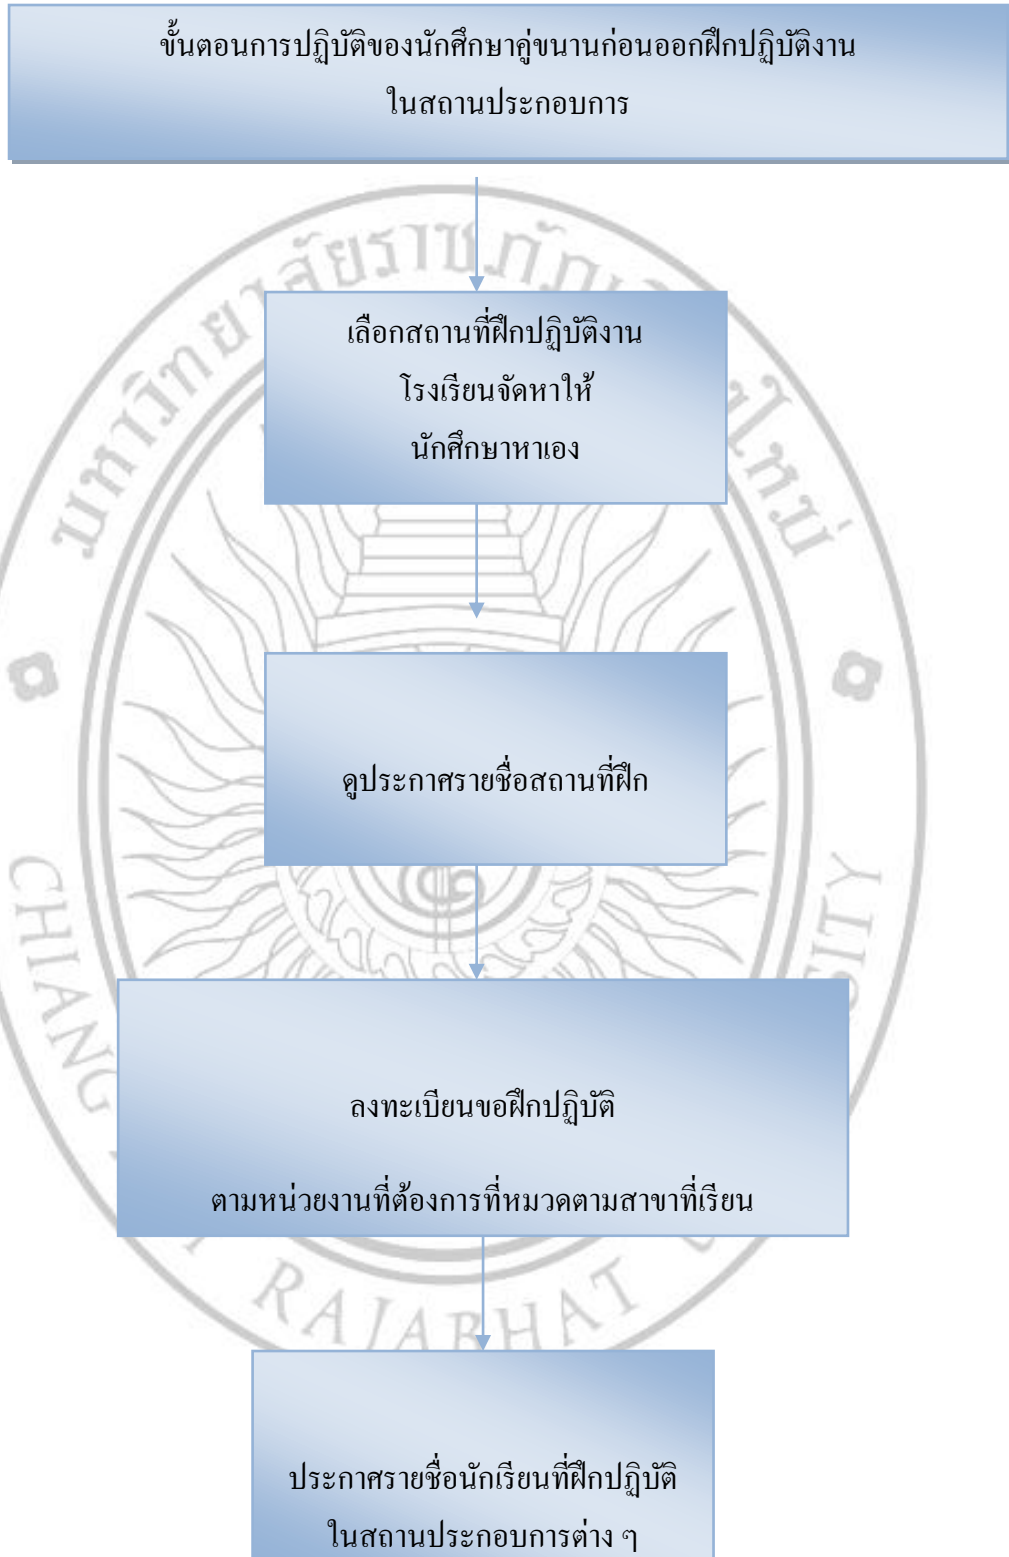 ขั้นตอนการปฏิบัติของนักศึกษาคู่ขนานก่อนออกฝึกปฏิบัติงาน
ในสถานประกอบการ
เลือกสถานที่ฝึกปฏิบัติงาน
โรงเรียนจัดหาให้
นักศึกษาหาเอง
ดูประกาศรายชื่อสถานที่ฝึก
ลงทะเบียนขอฝึกปฏิบัติ
ตามหน่วยงานที่ต้องการที่หมวดตามสาขาที่เรียน
ประกาศรายชื่อนักเรียนที่ฝึกปฏิบัติ
ในสถานประกอบการต่าง ๆ
CHIANG
RAJABHAT